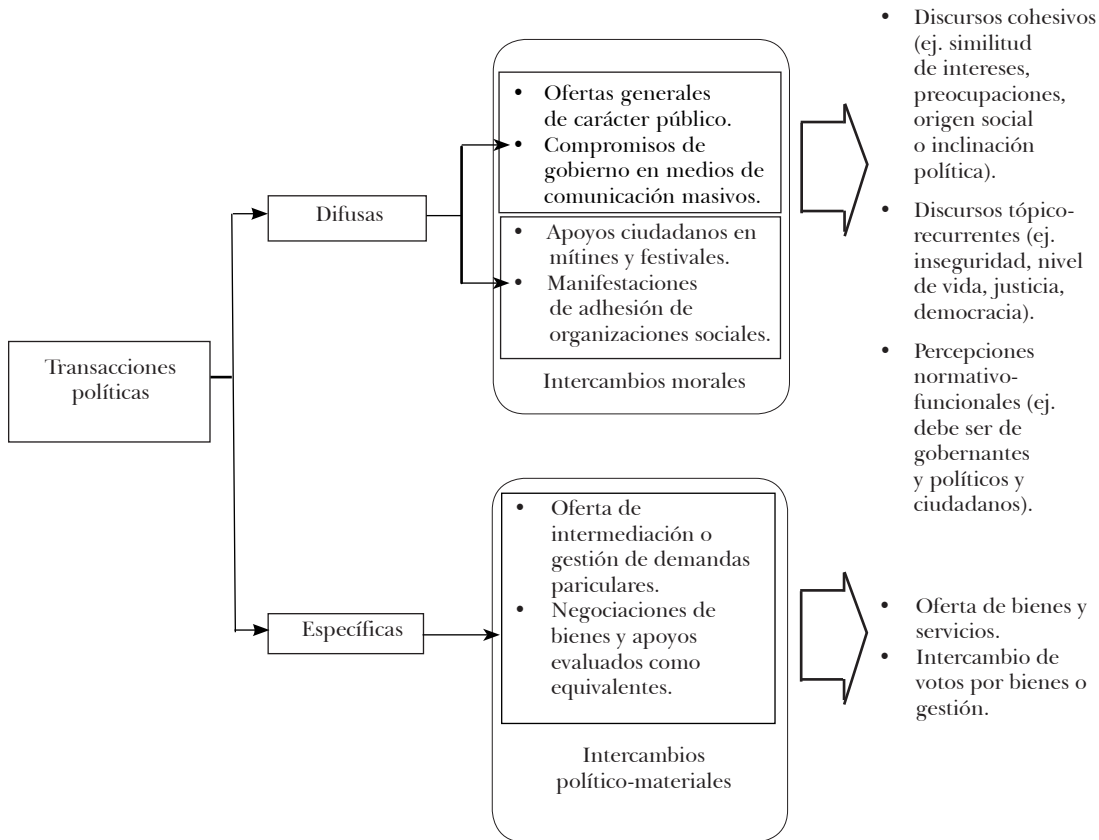 Transacciones
políticas
Difusas
• Ofertas generales
de carácter público.
• Compromisos de
gobierno en medios de
comunicación masivos.
• Apoyos ciudadanos en
mítines y festivales.
• Manifestaciones
de adhesión de
organizaciones sociales.
Intercambios morales
• Discursos cohesivos
(ej. similitud
de intereses,
preocupaciones,
origen social
o inclinación
política).
• Discursos tópico-
recurrentes (ej.
inseguridad, nivel
de vida, justicia,
democracia).
• Percepciones
normativo-
funcionales (ej.
debe ser de
gobernantes
y políticos y
ciudadanos).
Específicas
• Oferta de
intermediación o
gestión de demandas
pariculares.
• Negociaciones de
bienes y apoyos
evaluados como
equivalentes.
Intercambios
político-materiales
• Oferta de bienes y
servicios.
• Intercambio de
votos por bienes o
gestión.